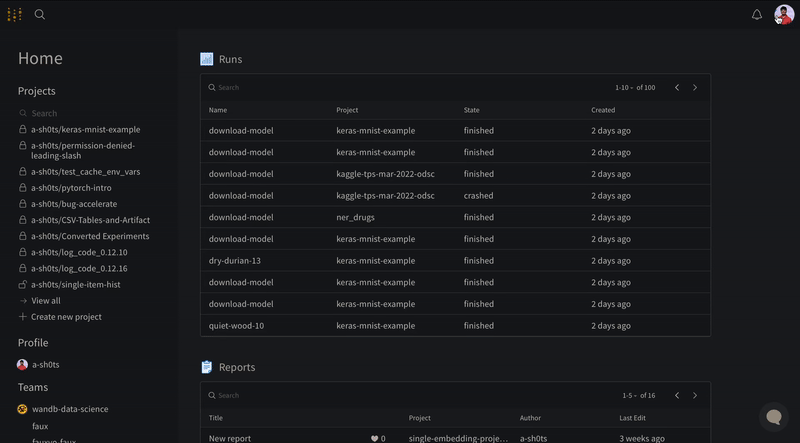 Home
Projects
Search
a-sh0ts/keras-mnist-example
a-sh0ts/permission-denied-
leading-slash
a-sh0ts/test_cache_env_vars
a-sh0ts/pytorch-intro
a-sh0ts/bug-accelerate
a-sh0ts/CSV-Tables-and-Artifact
a-sh0ts/Converted Experiments
a-sh0ts/log_code_0.12.10
a-sh0ts/log_code_0.12.16
a-sh0ts/single-item-hist
View all
Create new project
Profile
a-sh0ts
Teams
wandb-data-science
faux
Runs
Search 1-10 of 100
Name Project State Created
download-model keras-mnist-example finished 2 days ago
download-model keras-mnist-example finished 2 days ago
download-model kaggle-tps-mar-2022-odsc finished 2 days ago
download-model kaggle-tps-mar-2022-odsc crashed 2 days ago
download-model ner_drugs finished 2 days ago
download-model keras-mnist-example finished 2 days ago
dry-durian-13 keras-mnist-example finished 2 days ago
download-model keras-mnist-example finished 2 days ago
download-model keras-mnist-example finished 2 days ago
quiet-wood-10 keras-mnist-example finished 2 days ago
Reports
Search 1-5 of 16
Title Project Author Last Edit
New report 0 single-embedding-proje... a-sh0ts 3 weeks ago